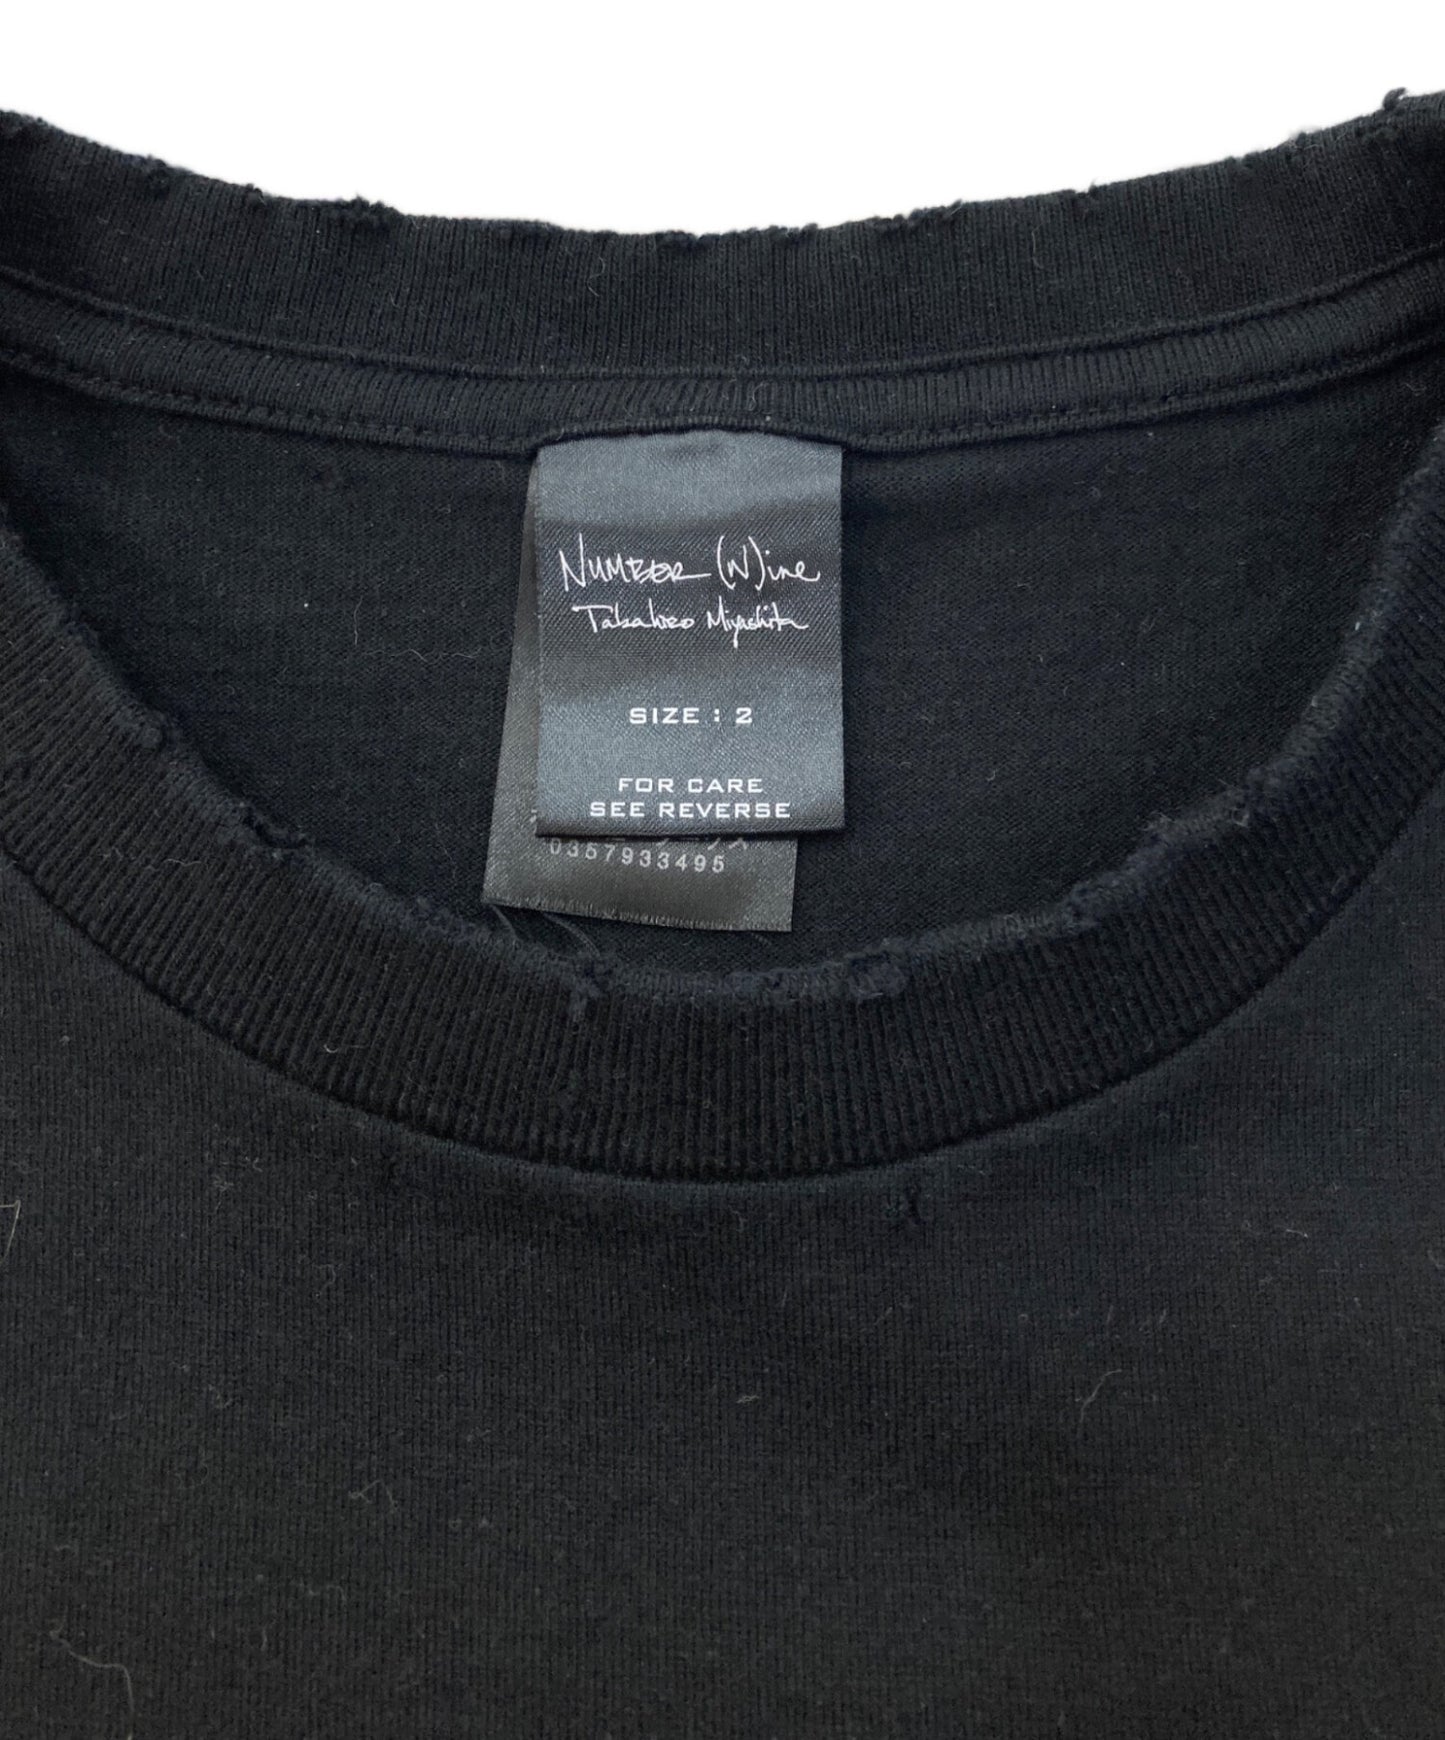 NUMBER (N)ine
Takahiro Miyashita
SIZE : 2
FOR CARE
SEE REVERSE
0357933495